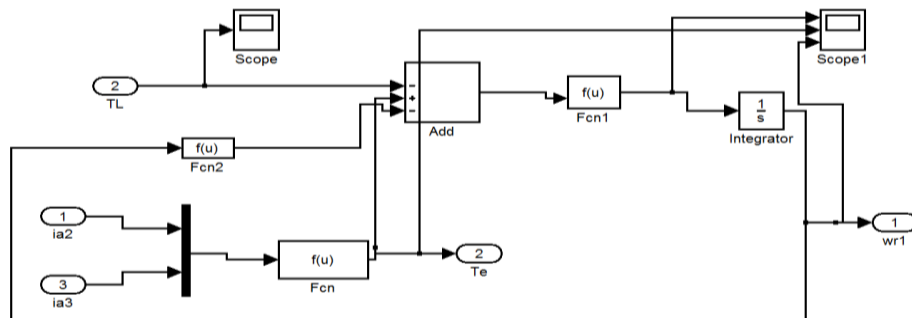 Scope
Scope1
2
TL
−
+
−
Add
f(u)
Fcn1
1
s
Integrator
f(u)
Fcn2
1
ia2
f(u)
Fcn
2
Te
1
wr1
3
ia3